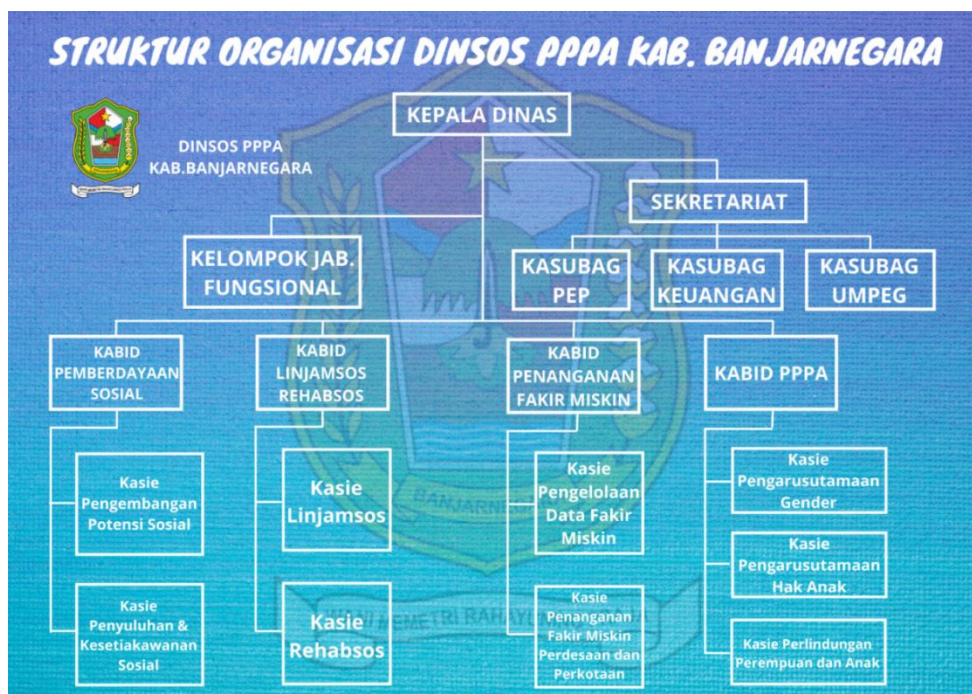 STRUKTUR ORGANISASI DINSOS PPPA KAB. BANJARNEGARA
DINSOS PPPA
KAB.BANJARNEGARA
KEPALA DINAS
SEKRETARIAT
KELOMPOK JAB.
FUNGSIONAL
KASUBAG
PEP
KASUBAG
KEUANGAN
KASUBAG
UMPEG
KABID
PEMBERDAYAAN
SOSIAL
KABID
LINJAMSOS
REHABSOS
KABID
PENANGANAN
FAKIR MISKIN
KABID PPPA
Kasie
Pengembangan
Potensi Sosial
Kasie
Penyuluhan &
Kesetiakawanan
Sosial
Kasie
Linjamsos
Kasie
Rehabsos
Kasie
Pengelolaan
Data Fakir
Miskin
Kasie
Penanganan
Fakir Miskin
Perdesaan dan
Perkotaan
Kasie
Pengarusutamaan
Gender
Kasie
Pengarusutamaan
Hak Anak
Kasie Perlindungan
Perempuan dan Anak